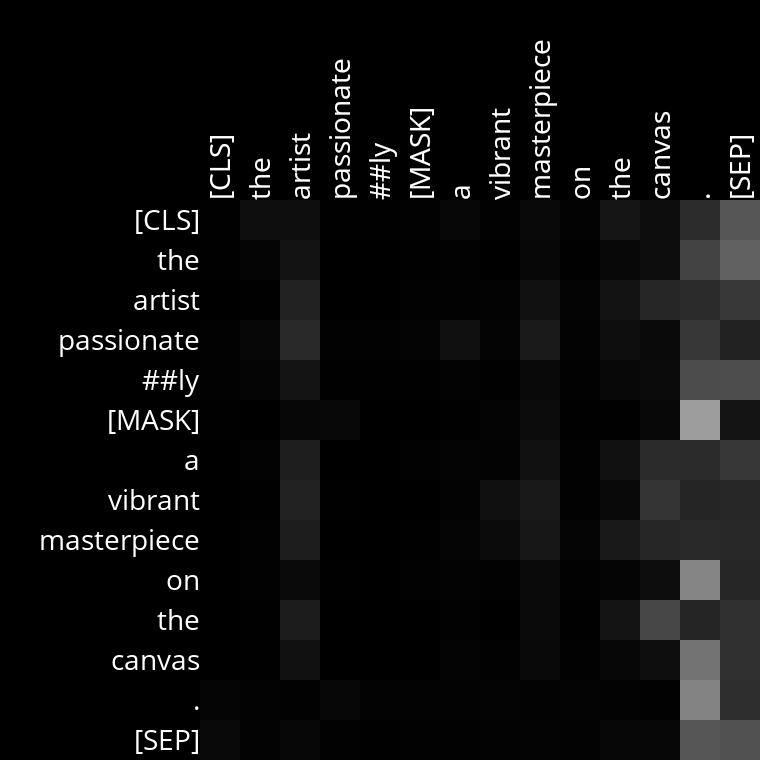 [CLS]
the
artist
passionate
##ly
[MASK]
a
vibrant
masterpiece
on
the
canvas
.
[SEP]
[CLS]
the
artist
passionate
##ly
[MASK]
a
vibrant
masterpiece
on
the
canvas
.
[SEP]